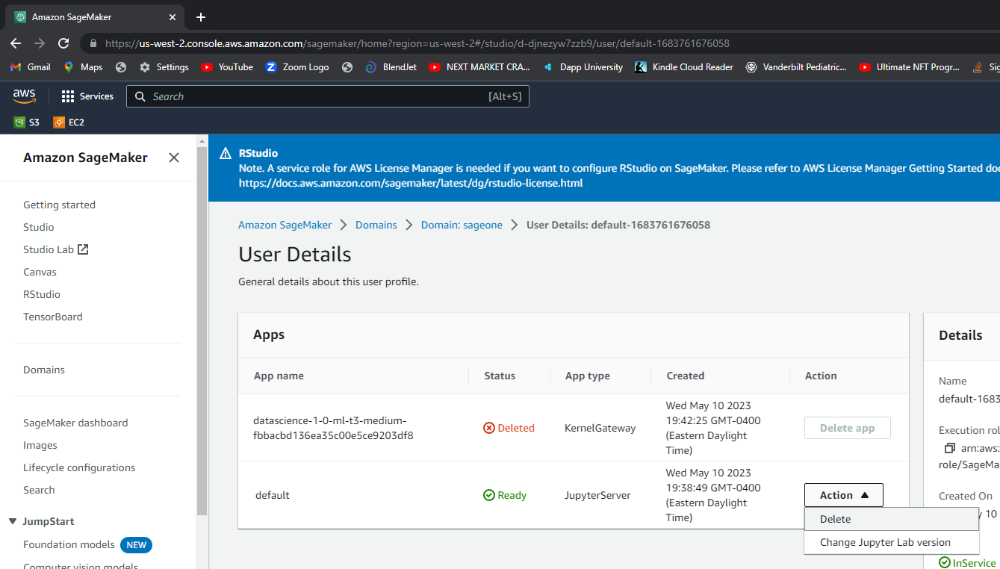 Amazon SageMaker
https://us-west-2.console.aws.amazon.com/sagemaker/home?region=us-west-2#/studio/d-djnezyw7zzb9/user/default-1683761676058
Gmail Maps Settings YouTube Zoom Logo BlendJet NEXT MARKET CRA... Dapp University Kindle Cloud Reader Vanderbilt Pediatric... Ultimate NFT Progr... Sig
aws Services Search [Alt+S]
S3 EC2
Amazon SageMaker
Getting started
Studio
Studio Lab
Canvas
RStudio
TensorBoard
Domains
SageMaker dashboard
Images
Lifecycle configurations
Search
JumpStart
Foundation models NEW
Computer vision models
RStudio
Note. A service role for AWS License Manager is needed if you want to configure RStudio on SageMaker. Please refer to AWS License Manager Getting Started doc
https://docs.aws.amazon.com/sagemaker/latest/dg/rstudio-license.html
Amazon SageMaker Domains Domain: sageone User Details: default-1683761676058
User Details
General details about this user profile.
Apps
App name Status App type Created Action
datascience-1-0-ml-t3-medium-
fbbacbd136ea35c00e5ce9203df8
Deleted
KernelGateway
Wed May 10 2023
19:42:25 GMT-0400
(Eastern Daylight
Time)
Delete app
default
Ready
JupyterServer
Wed May 10 2023
19:38:49 GMT-0400
(Eastern Daylight
Time)
Action
Delete
Change Jupyter Lab version
Details
Name
default-1683
Execution rol
arn:aws:
role/SageMa
Created On
y 10
InService